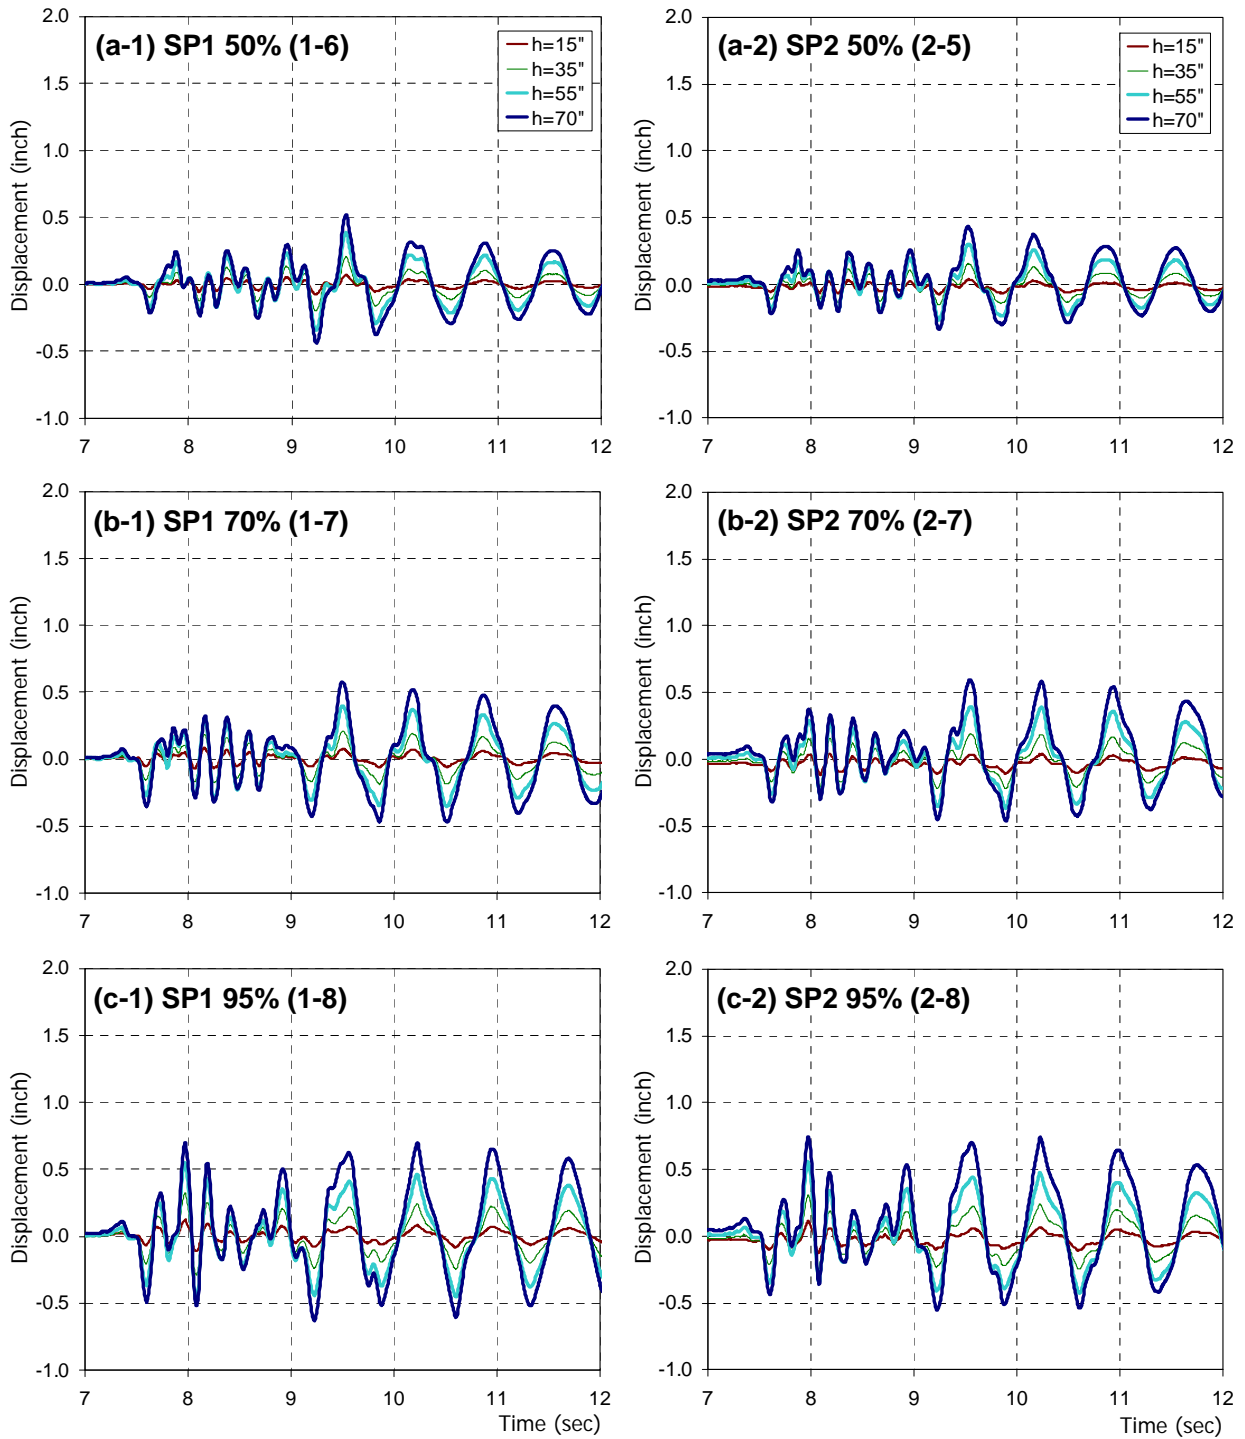 (a-1) SP1 50% (1-6)
h=15"
h=35"
h=55"
h=70"
Displacement (inch)
2.0
1.5
1.0
0.5
0.0
-0.5
-1.0
7 8 9 10 11 12
(a-2) SP2 50% (2-5)
h=15"
h=35"
h=55"
h=70"
Displacement (inch)
2.0
1.5
1.0
0.5
0.0
-0.5
-1.0
7 8 9 10 11 12
(b-1) SP1 70% (1-7)
Displacement (inch)
2.0
1.5
1.0
0.5
0.0
-0.5
-1.0
7 8 9 10 11 12
(b-2) SP2 70% (2-7)
Displacement (inch)
2.0
1.5
1.0
0.5
0.0
-0.5
-1.0
7 8 9 10 11 12
(c-1) SP1 95% (1-8)
Displacement (inch)
2.0
1.5
1.0
0.5
0.0
-0.5
-1.0
7 8 9 10 11 12
Time (sec)
(c-2) SP2 95% (2-8)
Displacement (inch)
2.0
1.5
1.0
0.5
0.0
-0.5
-1.0
7 8 9 10 11 12
Time (sec)